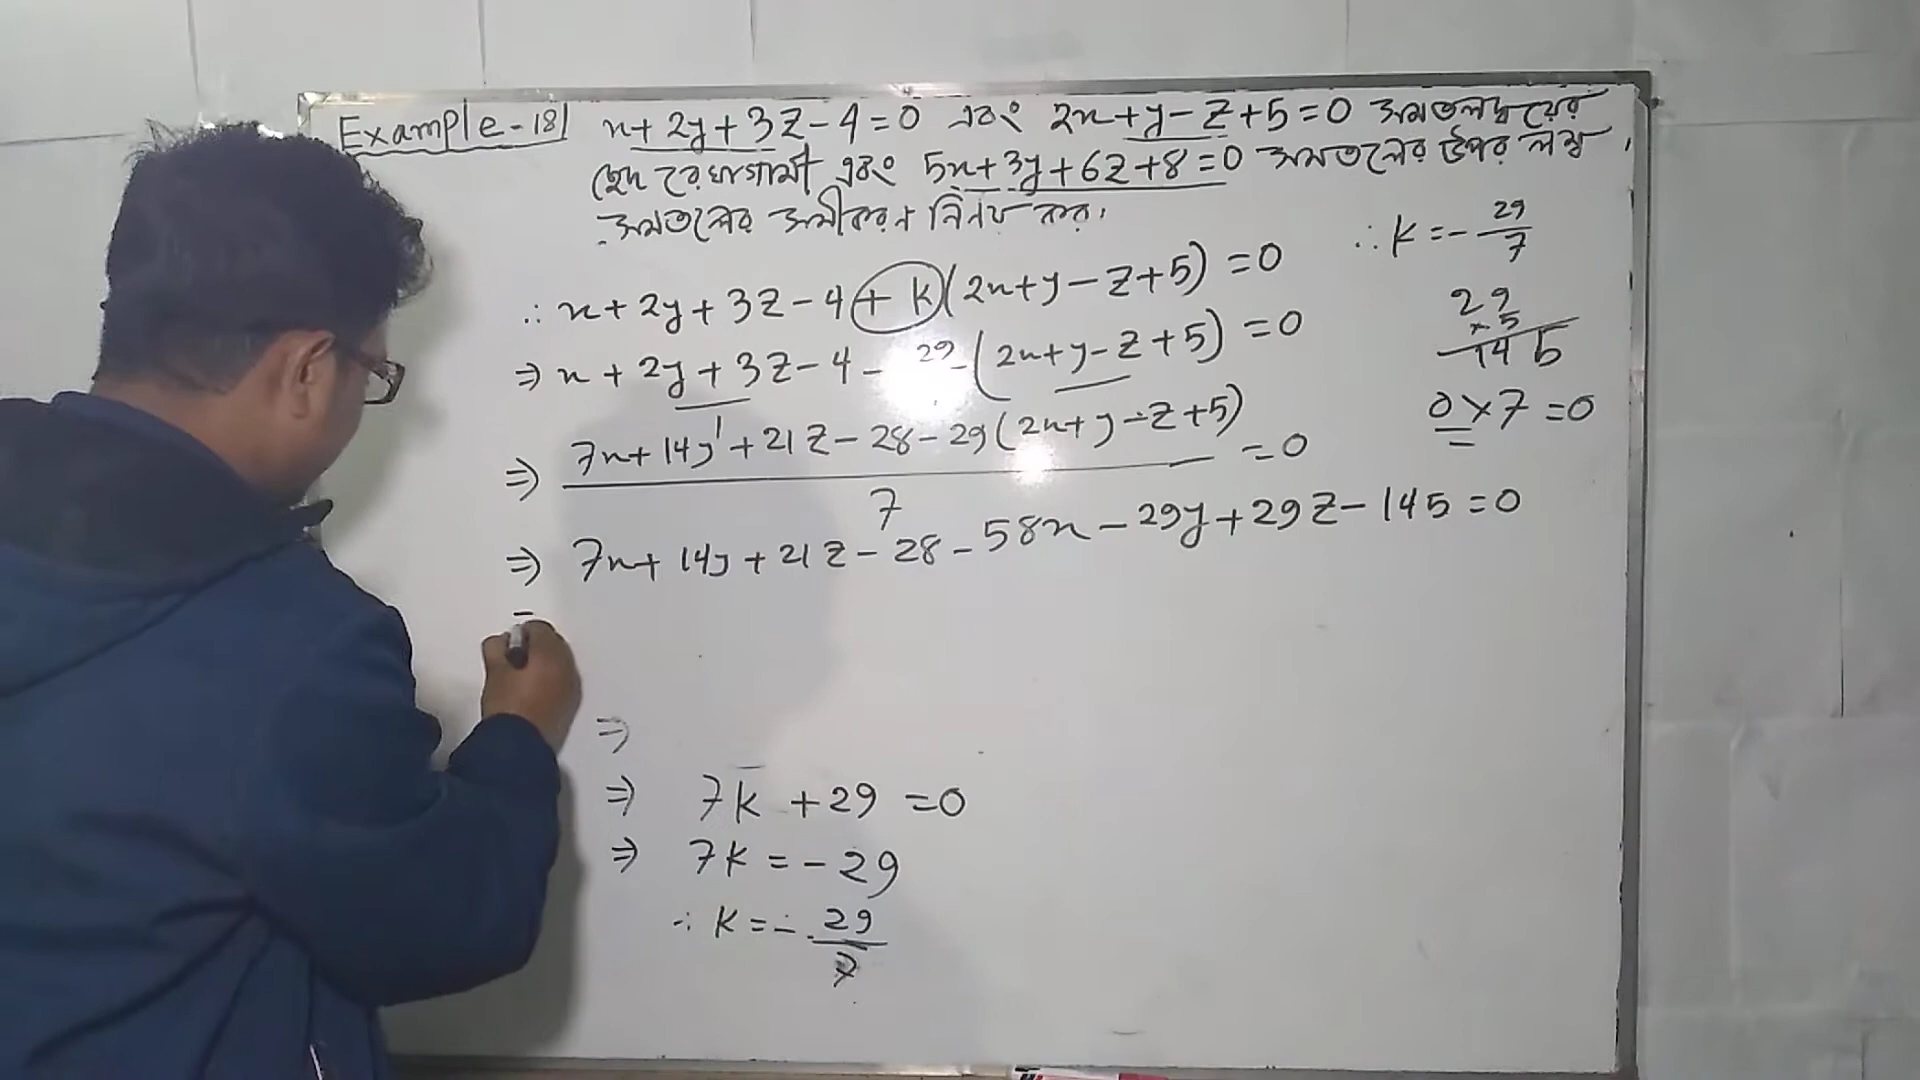 Example-18| x+2y+3z-4=0 এবং 2x+y-z+5=0 সমতলদ্বয়ের
ছেদ রেখাগামী এবং 5x+3y+6z+8=0 সমতলের উপর লম্ব,
সমতলের সমীকরণ নির্ণয় কর।
∴ k = - 29/7
∴ x+2y+3z-4+k(2x+y-z+5)=0
⇒ x+2y+3z-4- 29 (2x+y-z+5)=0
29
×5
145
0×7=0
⇒ 7x+14y+21z-28-29(2x+y-z+5) / 7 =0
⇒ 7x+14y+21z-28-58x-29y+29z-145=0
⇒
⇒ 7k +29 =0
⇒ 7k = -29
∴ k = - 29/7